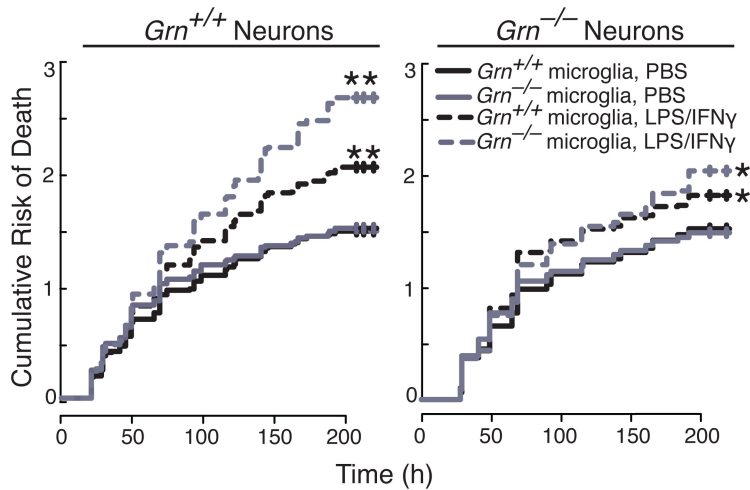 Grn+/+ Neurons
Grn−/− Neurons
Cumulative Risk of Death
3
2
1
0
**
**
0 50 100 150 200
3
2
1
0
Grn+/+ microglia, PBS
Grn−/− microglia, PBS
Grn+/+ microglia, LPS/IFNγ
Grn−/− microglia, LPS/IFNγ
*
*
0 50 100 150 200
Time (h)